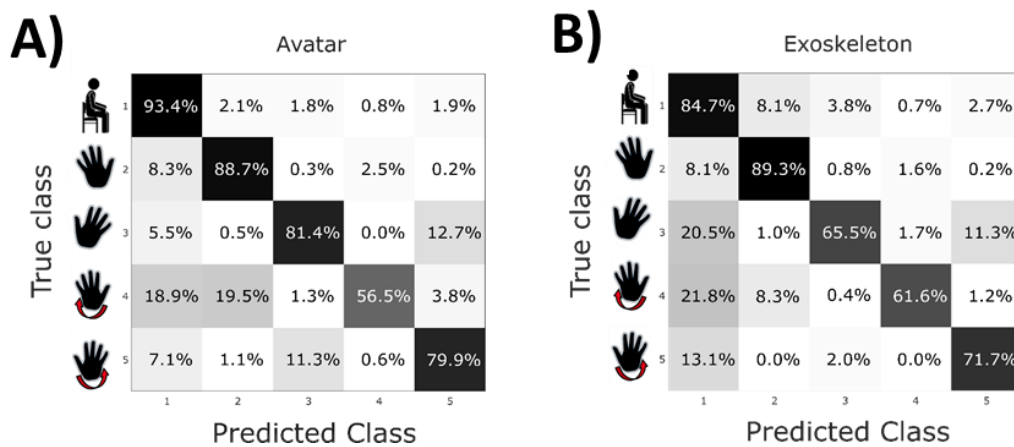 A)
Avatar
True class
1 93.4% 2.1% 1.8% 0.8% 1.9%
2 8.3% 88.7% 0.3% 2.5% 0.2%
3 5.5% 0.5% 81.4% 0.0% 12.7%
4 18.9% 19.5% 1.3% 56.5% 3.8%
5 7.1% 1.1% 11.3% 0.6% 79.9%
1 2 3 4 5
Predicted Class
B)
Exoskeleton
True class
1 84.7% 8.1% 3.8% 0.7% 2.7%
2 8.1% 89.3% 0.8% 1.6% 0.2%
3 20.5% 1.0% 65.5% 1.7% 11.3%
4 21.8% 8.3% 0.4% 61.6% 1.2%
5 13.1% 0.0% 2.0% 0.0% 71.7%
1 2 3 4 5
Predicted Class